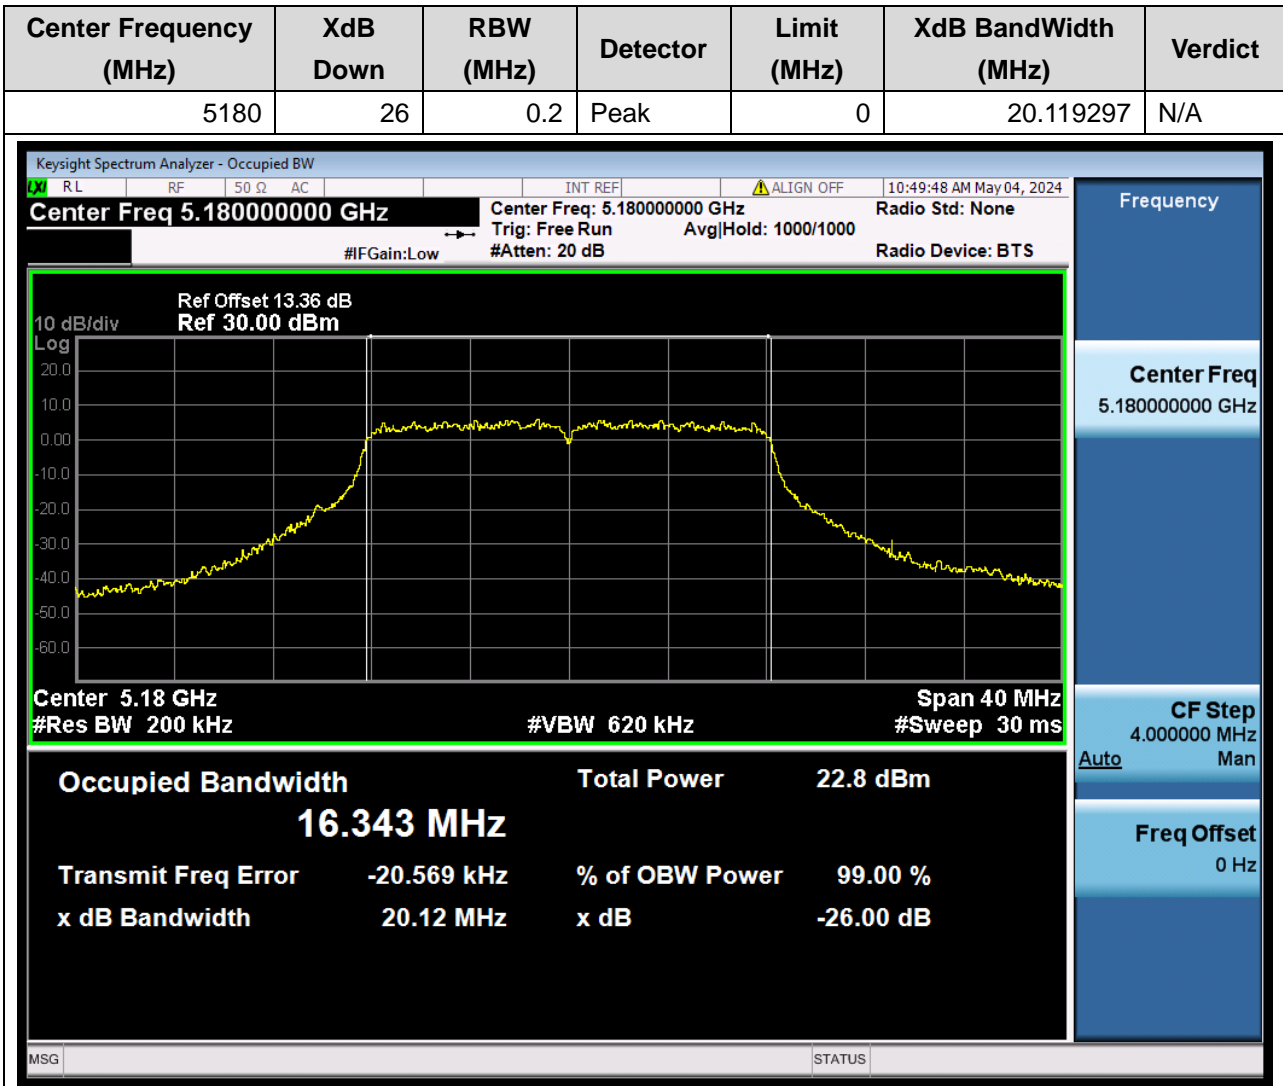 Center Frequency (MHz) XdB Down RBW (MHz) Detector Limit (MHz) XdB BandWidth (MHz) Verdict
5180 26 0.2 Peak 0 20.119297 N/A
Keysight Spectrum Analyzer - Occupied BW
LXI RL RF 50 Ω AC INT REF ALIGN OFF 10:49:48 AM May 04, 2024
Center Freq 5.180000000 GHz
Center Freq: 5.180000000 GHz
Radio Std: None
Trig: Free Run Avg|Hold: 1000/1000
#IFGain:Low #Atten: 20 dB
Radio Device: BTS
Ref Offset 13.36 dB
10 dB/div Ref 30.00 dBm
Log
20.0
10.0
0.00
-10.0
-20.0
-30.0
-40.0
-50.0
-60.0
Center 5.18 GHz Span 40 MHz
#Res BW 200 kHz #VBW 620 kHz #Sweep 30 ms
Occupied Bandwidth Total Power 22.8 dBm
16.343 MHz
Transmit Freq Error -20.569 kHz % of OBW Power 99.00 %
x dB Bandwidth 20.12 MHz x dB -26.00 dB
MSG STATUS
Frequency
Center Freq
5.180000000 GHz
CF Step
4.000000 MHz
Auto Man
Freq Offset
0 Hz